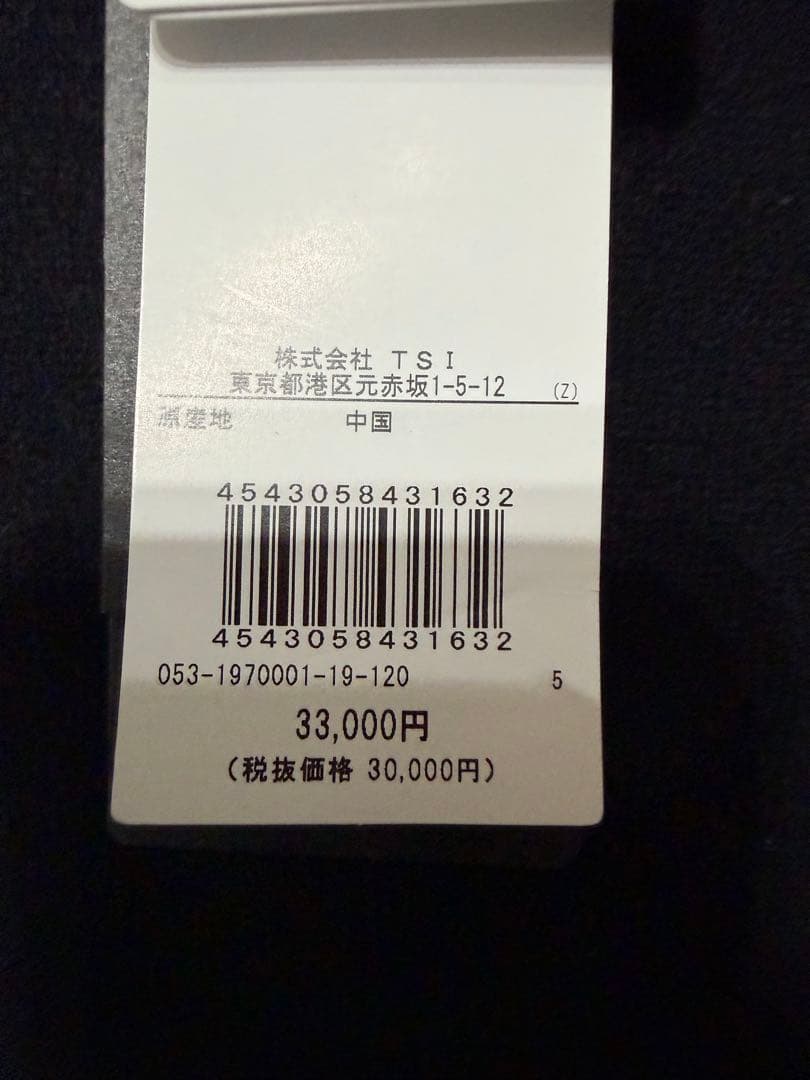 株式会社 TSI
東京都港区元赤坂1-5-12 (Z)
原産地 中国
4543058431632
4543058431632
053-1970001-19-120 5
33,000円
(税抜価格 30,000円)